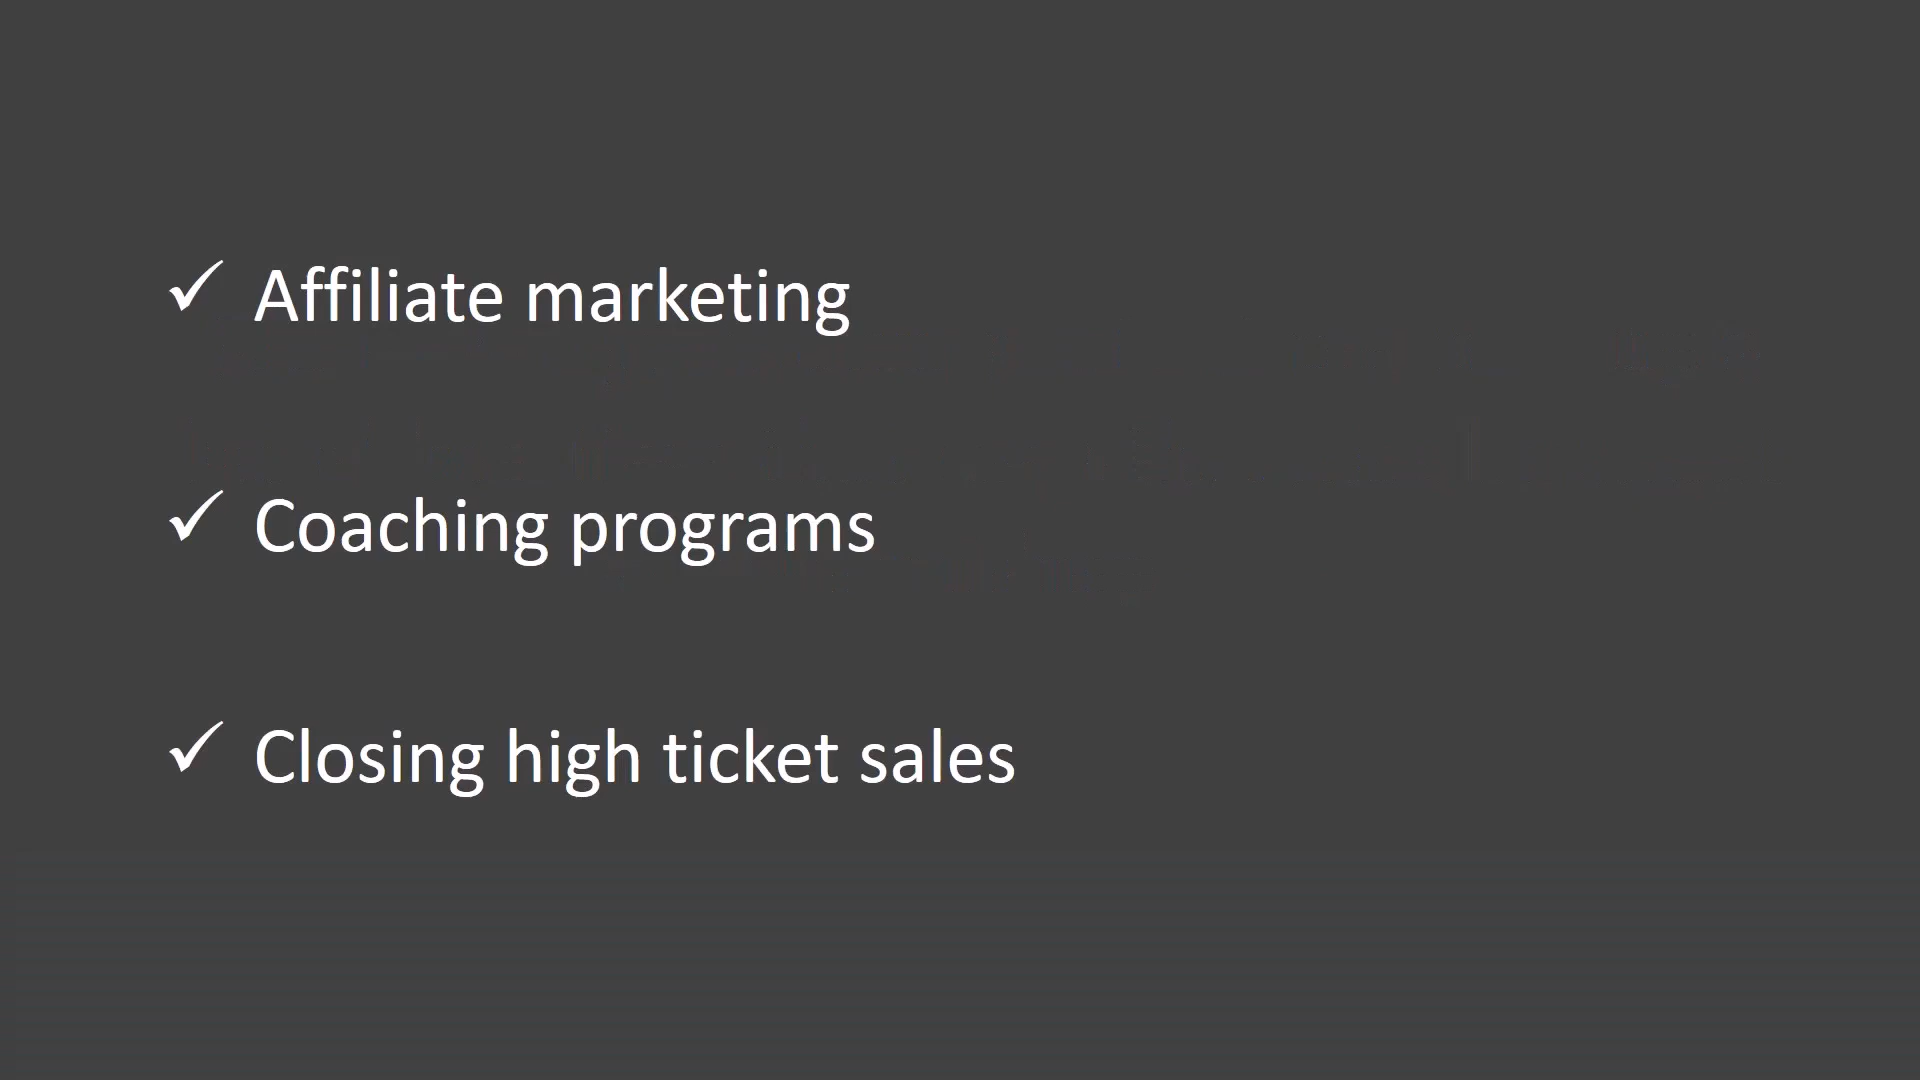 ✓ Affiliate marketing
✓ Coaching programs
✓ Closing high ticket sales